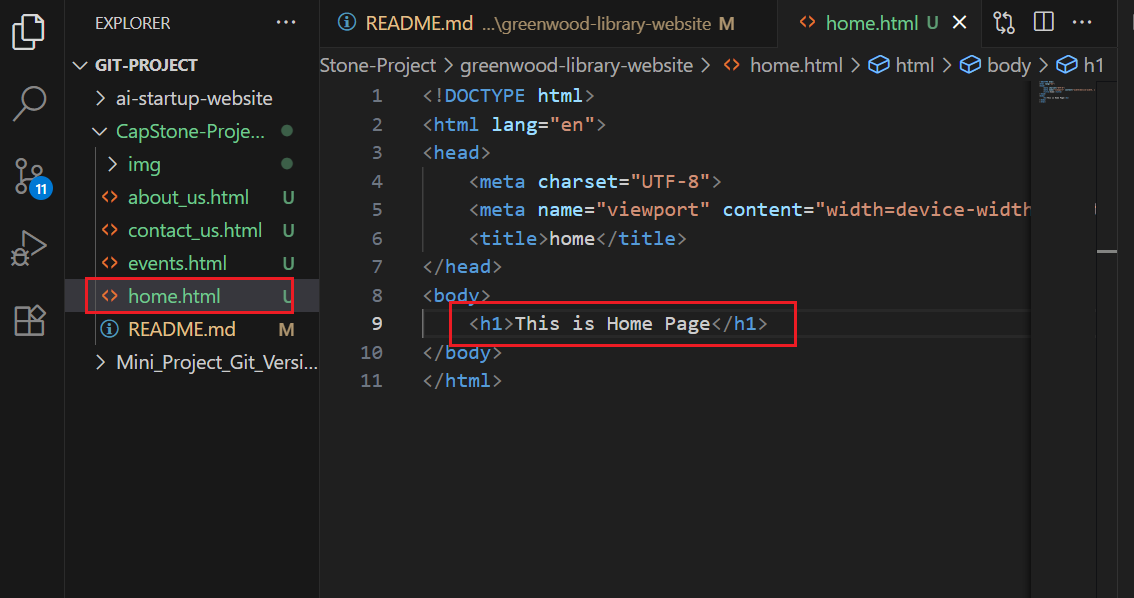 EXPLORER ...
GIT-PROJECT
ai-startup-website
CapStone-Proje...
img
about_us.html U
contact_us.html U
events.html U
home.html U
README.md M
Mini_Project_Git_Versi...
11
README.md ...\greenwood-library-website M
home.html U
Stone-Project > greenwood-library-website > home.html > html > body > h1
1 <!DOCTYPE html>
2 <html lang="en">
3 <head>
4 <meta charset="UTF-8">
5 <meta name="viewport" content="width=device-width
6 <title>home</title>
7 </head>
8 <body>
9 <h1>This is Home Page</h1>
10 </body>
11 </html>